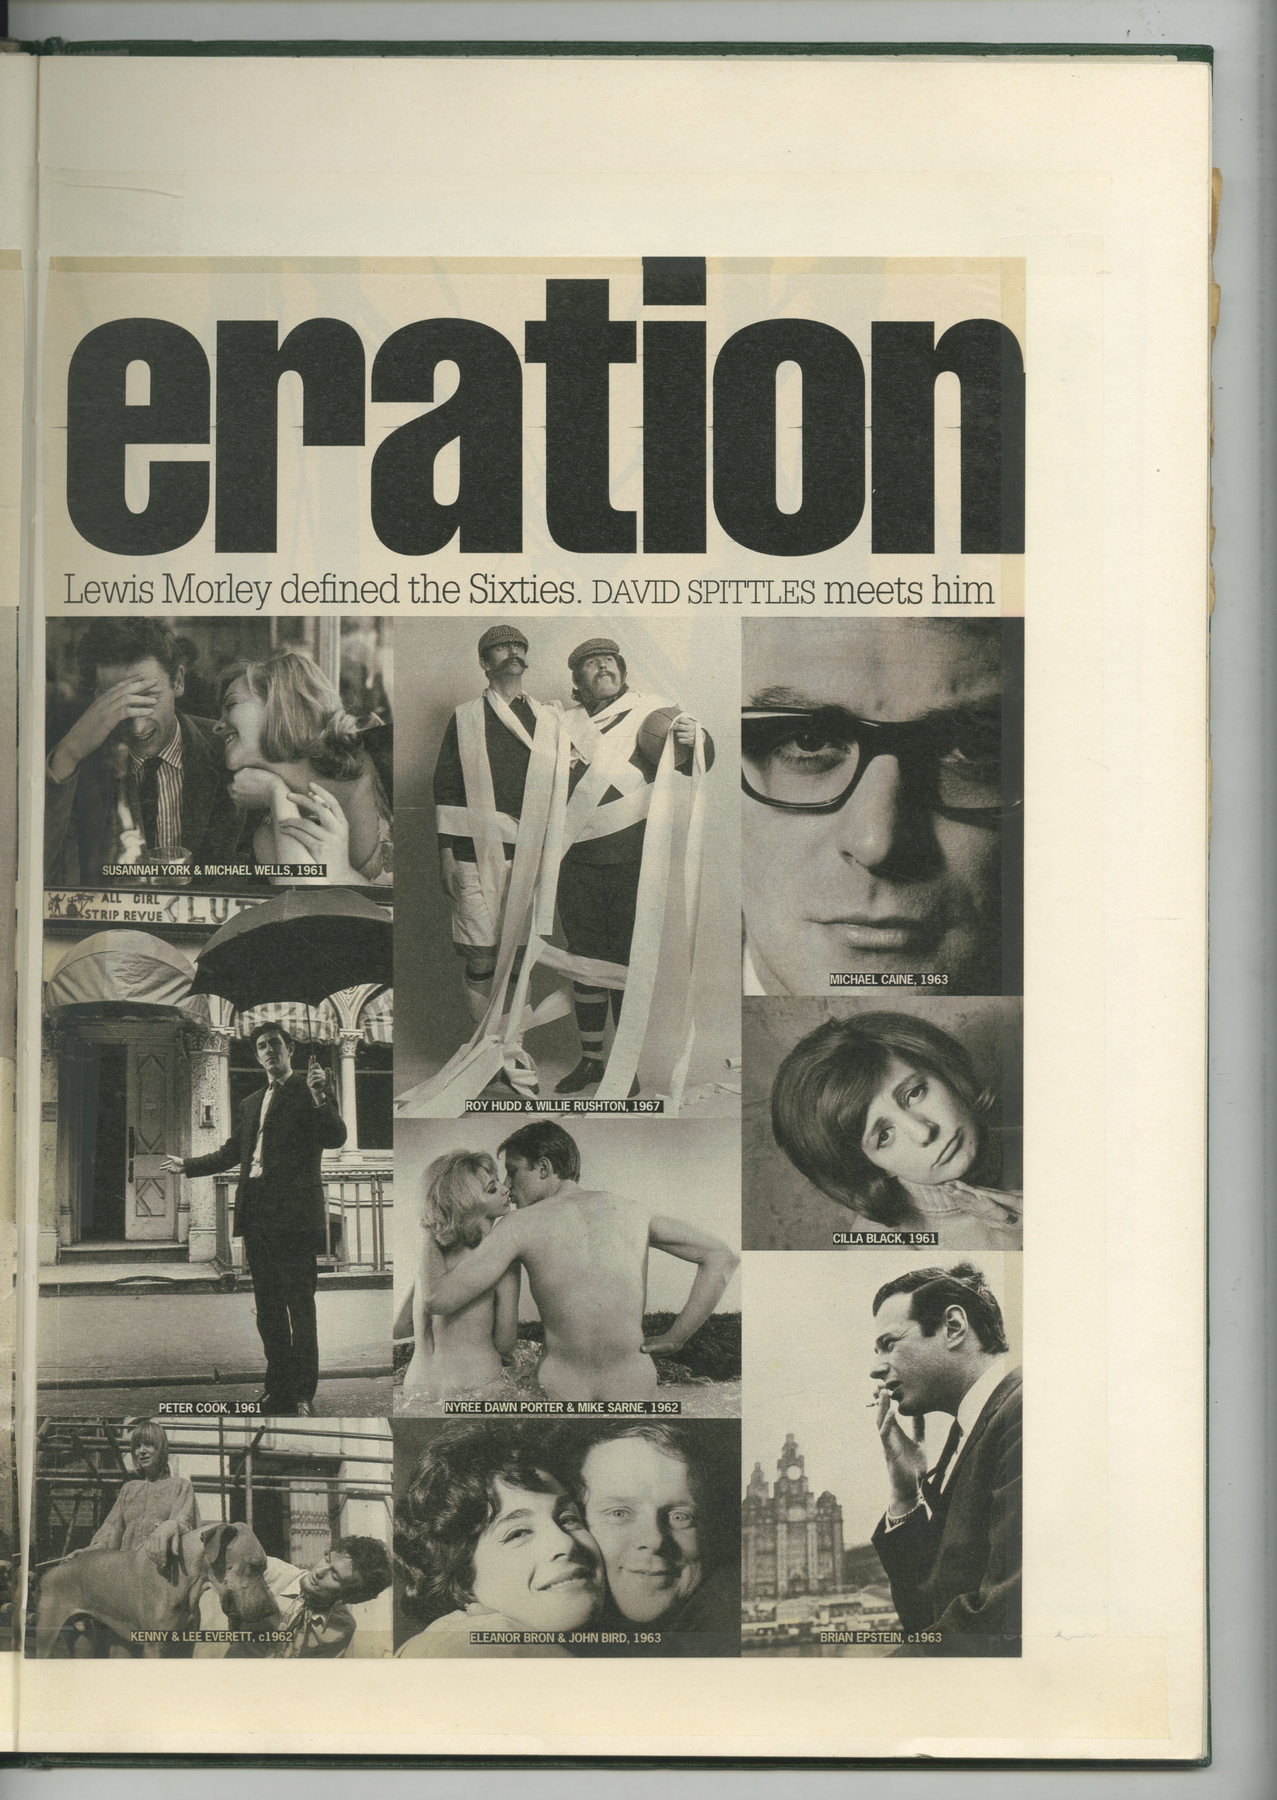 eration
Lewis Morley defined the Sixties. DAVID SPITTLES meets him
SUSANNAH YORK & MICHAEL WELLS, 1961
ALL GIRL
STRIP REVUE
CLU
ROY HUDD & WILLIE RUSHTON, 1967
MICHAEL CAINE, 1963
CILLA BLACK, 1961
PETER COOK, 1961
NYREE DAWN PORTER & MIKE SARNE, 1962
KENNY & LEE EVERETT, c1962
ELEANOR BRON & JOHN BIRD, 1963
BRIAN EPSTEIN, c1963